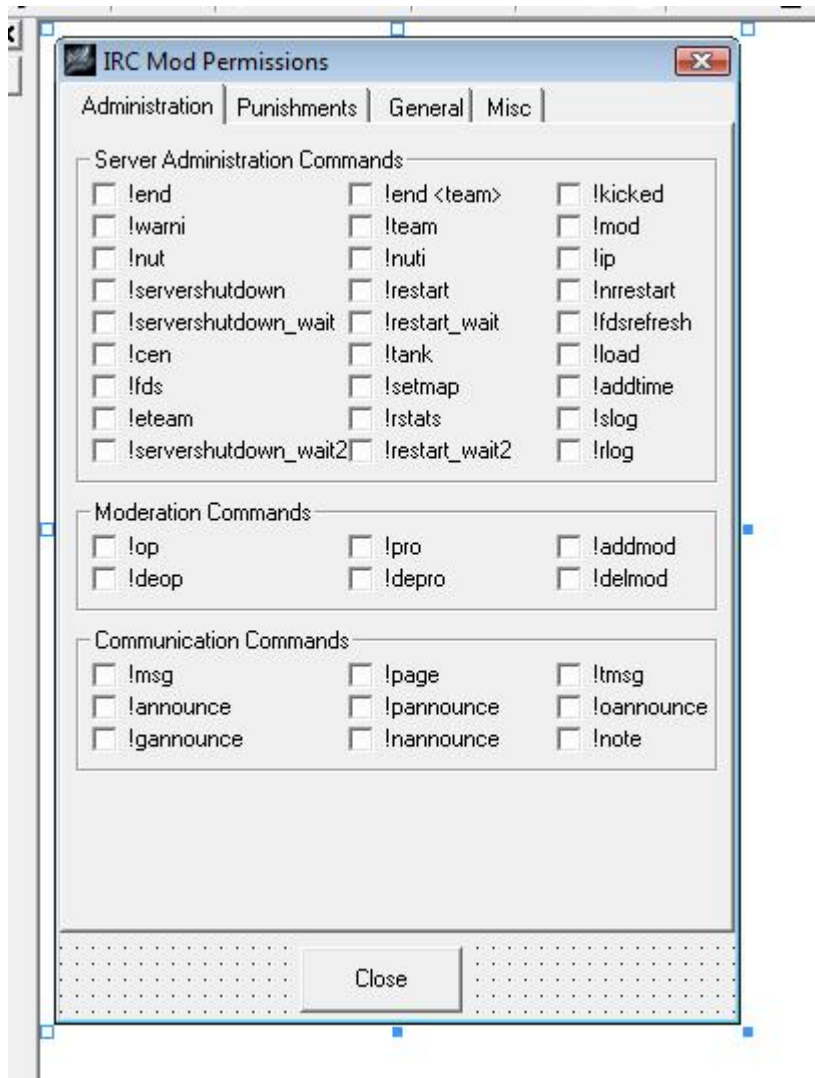 IRC Mod Permissions
Administration Punishments General Misc
Server Administration Commands
!end !end <team> !kicked
!warni !team !mod
!nut !nuti !ip
!servershutdown !restart !nrrestart
!servershutdown_wait !restart_wait !fdsrefresh
!cen !tank !load
!fds !setmap !addtime
!eteam !rstats !slog
!servershutdown_wait2 !restart_wait2 !rlog
Moderation Commands
!op !pro !addmod
!deop !depro !delmod
Communication Commands
!msg !page !tmsg
!announce !pannounce !oannounce
!gannounce !nannounce !note
Close